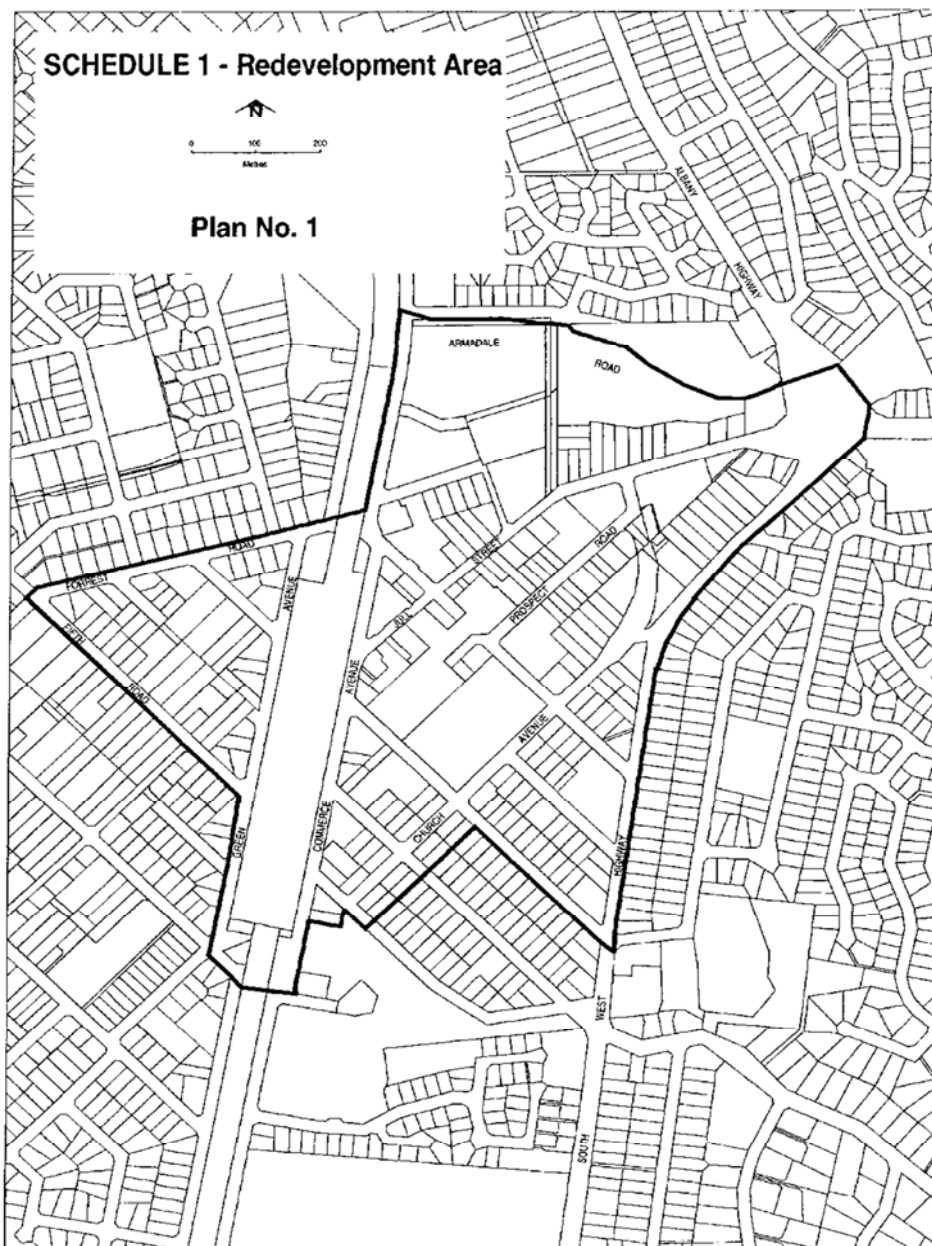 SCHEDULE 1 - Redevelopment Area
N
0 100 200
Metres
Plan No. 1
ALBANY
HIGHWAY
ARMADALE
ROAD
ROAD
FORREST
AVENUE
STREET
JULL
ROAD
PROSPECT
FIFTH
ROAD
AVENUE
AVENUE
GREEN
COMMERCE
CHURCH
HIGHWAY
WEST
SOUTH